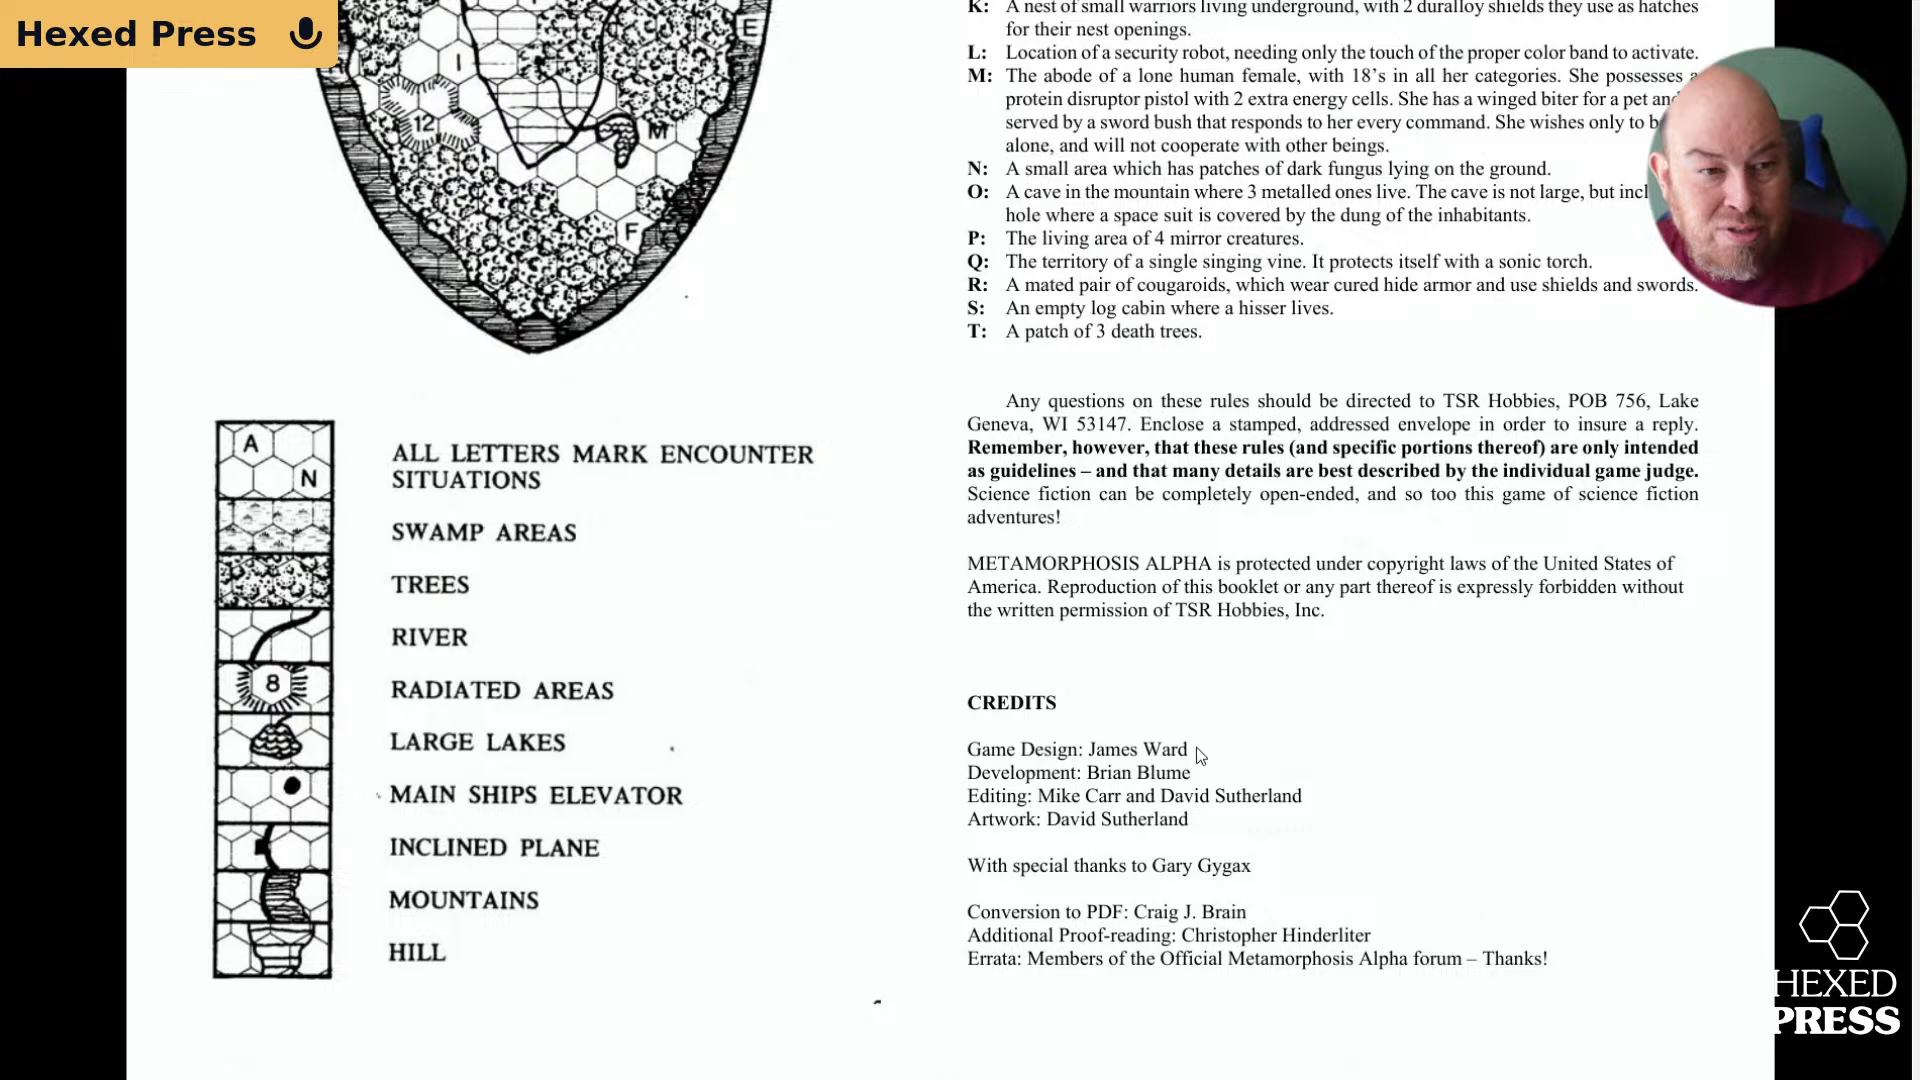 Hexed Press
E
I
12
M
F
A
N
ALL LETTERS MARK ENCOUNTER
SITUATIONS
SWAMP AREAS
TREES
RIVER
8
RADIATED AREAS
LARGE LAKES
MAIN SHIPS ELEVATOR
INCLINED PLANE
MOUNTAINS
HILL
K: A nest of small warriors living underground, with 2 duralloy shields they use as hatches
for their nest openings.
L: Location of a security robot, needing only the touch of the proper color band to activate.
M: The abode of a lone human female, with 18's in all her categories. She possesses a
protein disruptor pistol with 2 extra energy cells. She has a winged biter for a pet and
served by a sword bush that responds to her every command. She wishes only to
alone, and will not cooperate with other beings.
N: A small area which has patches of dark fungus lying on the ground.
O: A cave in the mountain where 3 metalled ones live. The cave is not large, but
hole where a space suit is covered by the dung of the inhabitants.
P: The living area of 4 mirror creatures.
Q: The territory of a single singing vine. It protects itself with a sonic torch.
R: A mated pair of cougaroids, which wear cured hide armor and use shields and swords.
S: An empty log cabin where a hisser lives.
T: A patch of 3 death trees.
Any questions on these rules should be directed to TSR Hobbies, POB 756, Lake
Geneva, WI 53147. Enclose a stamped, addressed envelope in order to insure a reply.
Remember, however, that these rules (and specific portions thereof) are only intended
as guidelines – and that many details are best described by the individual game judge.
Science fiction can be completely open-ended, and so too this game of science fiction
adventures!
METAMORPHOSIS ALPHA is protected under copyright laws of the United States of
America. Reproduction of this booklet or any part thereof is expressly forbidden without
the written permission of TSR Hobbies, Inc.
CREDITS
Game Design: James Ward
Development: Brian Blume
Editing: Mike Carr and David Sutherland
Artwork: David Sutherland
With special thanks to Gary Gygax
Conversion to PDF: Craig J. Brain
Additional Proof-reading: Christopher Hinderliter
Errata: Members of the Official Metamorphosis Alpha forum – Thanks!
HEXED
PRESS